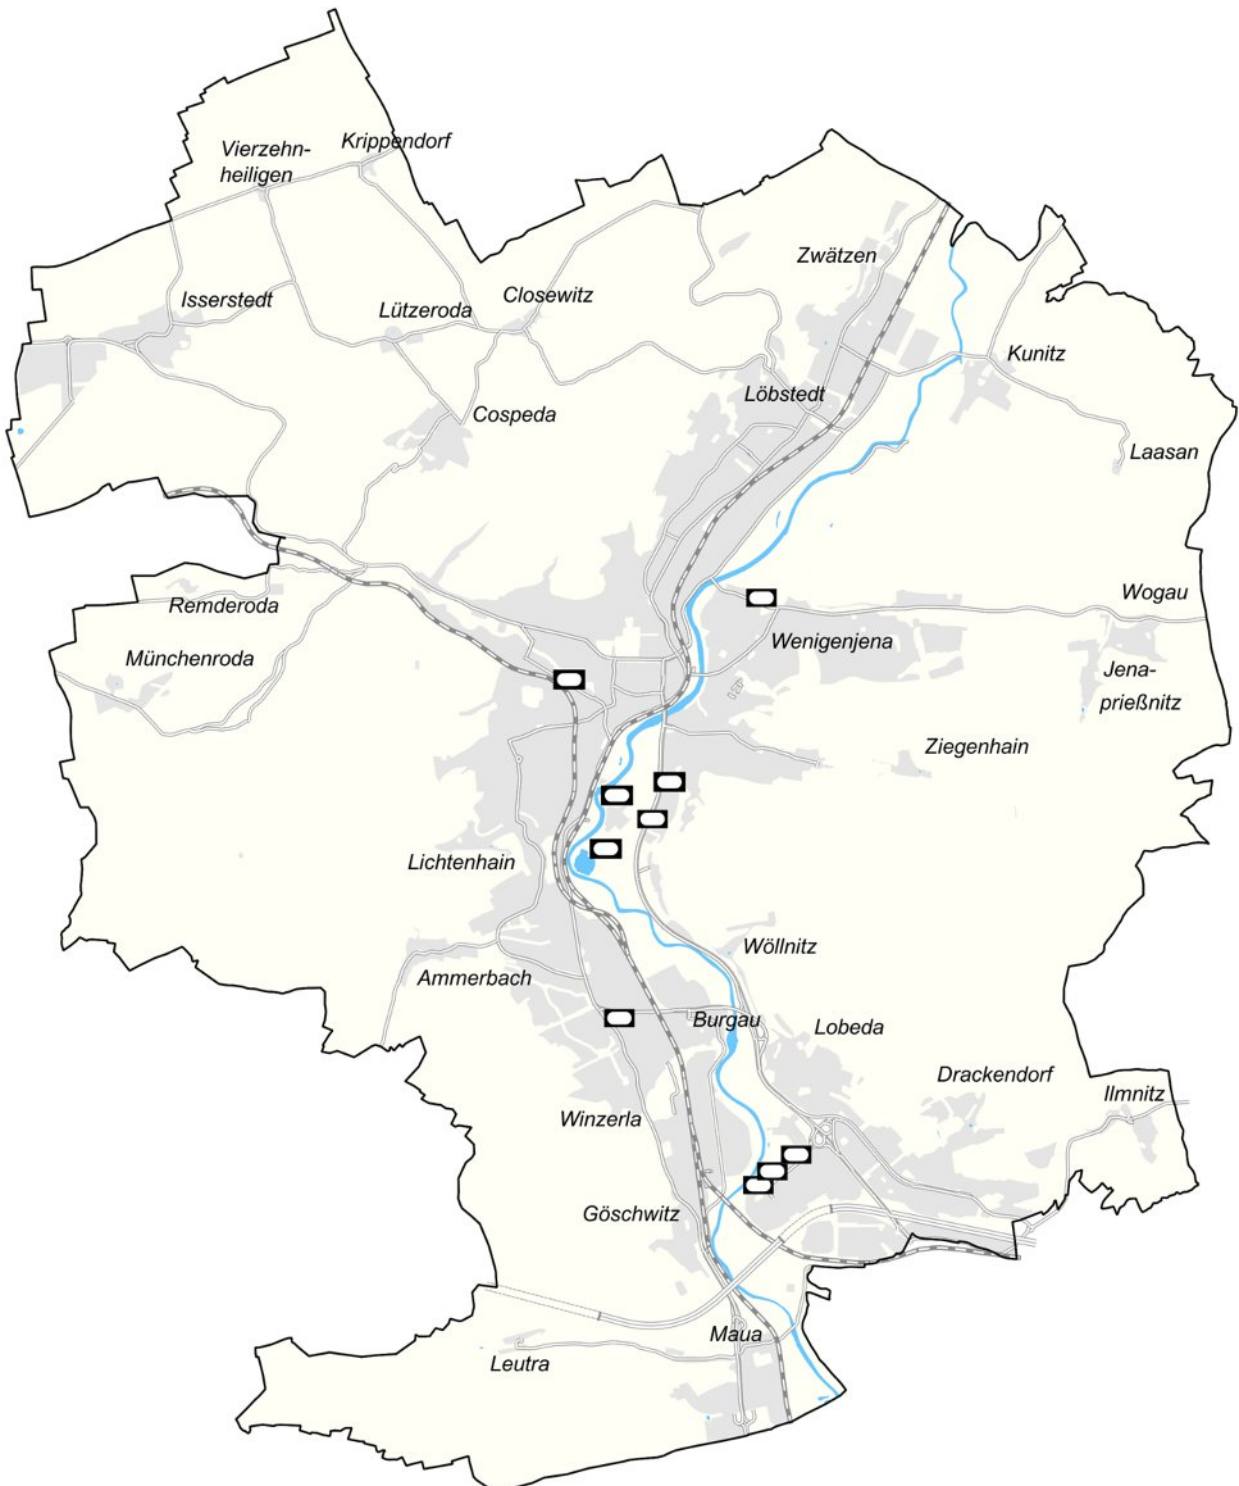 Krippendorf
Vierzehn-
heiligen
Zwätzen
Isserstedt
Closewitz
Lützeroda
Kunitz
Löbstedt
Cospeda
Laasan
Wogau
Remderoda
Wenigenjena
Münchenroda
Jena-
prießnitz
Ziegenhain
Lichtenhain
Wöllnitz
Ammerbach
Burgau
Lobeda
Drackendorf
Ilmnitz
Winzerla
Göschwitz
Maua
Leutra